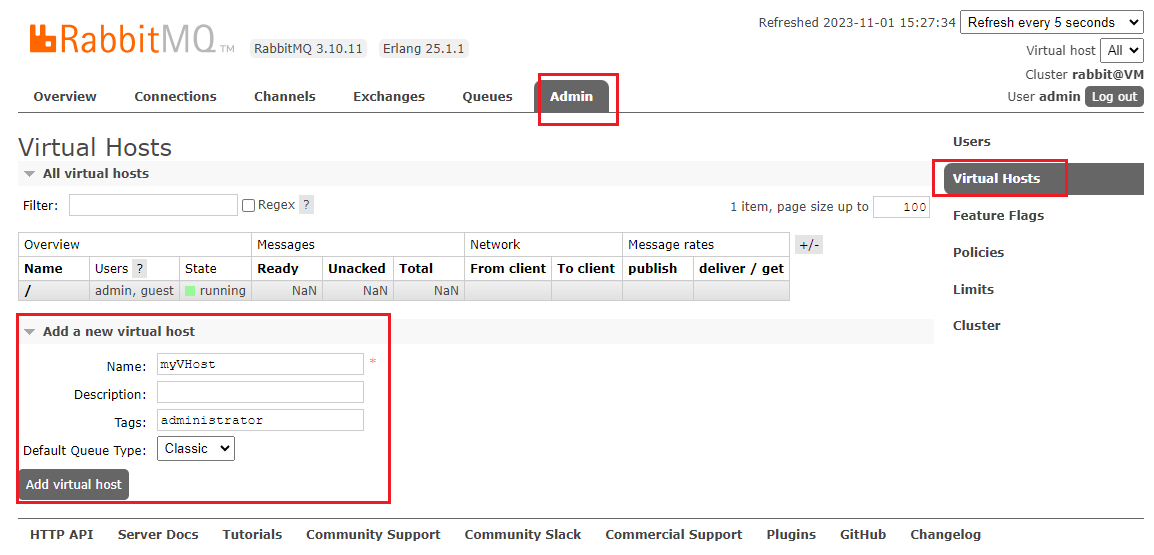 Refreshed 2023-11-01 15:27:34 Refresh every 5 seconds
RabbitMQ TM RabbitMQ 3.10.11 Erlang 25.1.1
Virtual host All
Cluster rabbit@VM
User admin Log out
Overview Connections Channels Exchanges Queues Admin
Virtual Hosts
All virtual hosts
Filter: Regex ? 1 item, page size up to 100
Overview Messages Network Message rates +/-
Name Users ? State Ready Unacked Total From client To client publish deliver / get
/ admin, guest running NaN NaN NaN
Add a new virtual host
Name: myVHost *
Description:
Tags: administrator
Default Queue Type: Classic
Add virtual host
Users
Virtual Hosts
Feature Flags
Policies
Limits
Cluster
HTTP API Server Docs Tutorials Community Support Community Slack Commercial Support Plugins GitHub Changelog